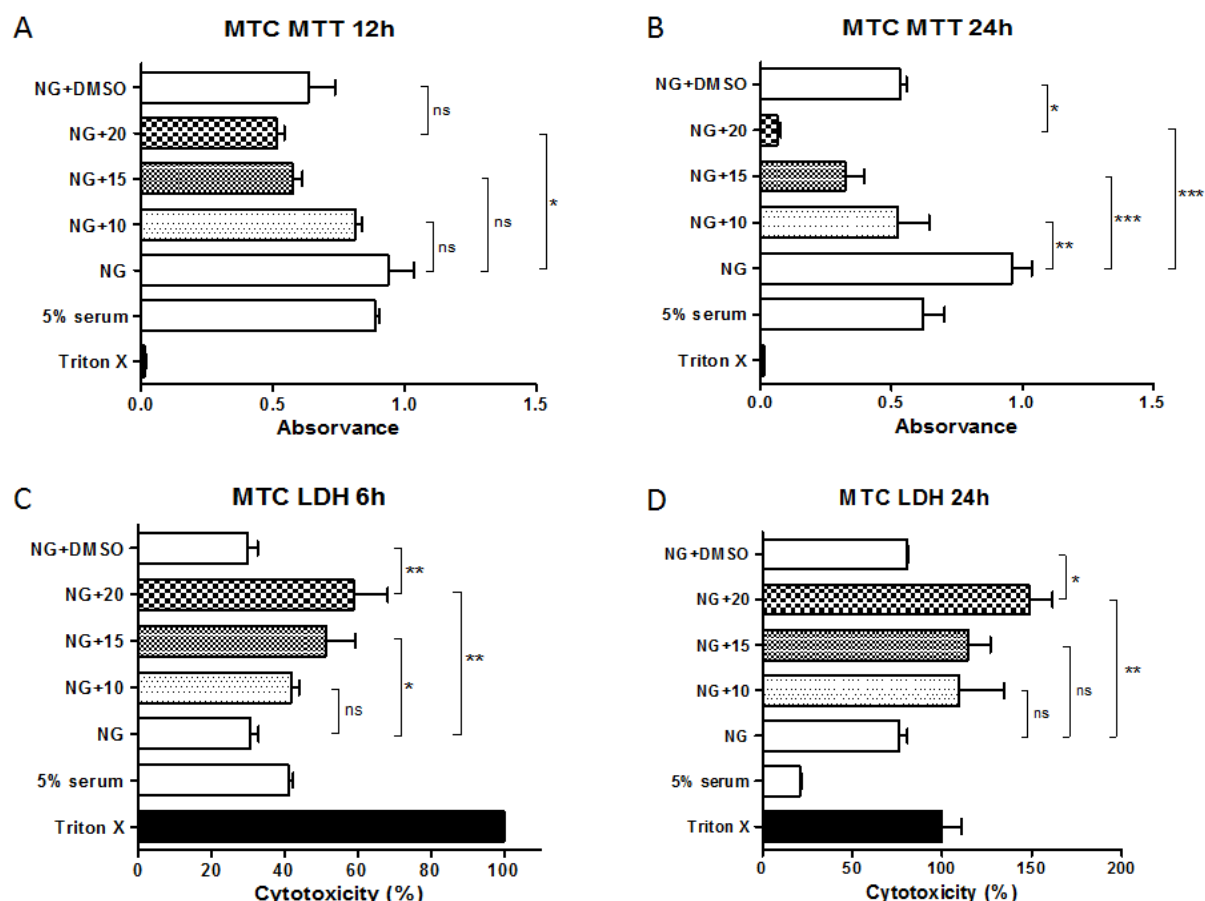 A
MTC MTT 12h
NG+DMSO
NG+20
NG+15
NG+10
NG
5% serum
Triton X
ns
*
ns
ns
0.0 0.5 1.0 1.5
Absorvance
B
MTC MTT 24h
NG+DMSO
NG+20
NG+15
NG+10
NG
5% serum
Triton X
*
***
***
**
0.0 0.5 1.0 1.5
Absorvance
C
MTC LDH 6h
NG+DMSO
NG+20
NG+15
NG+10
NG
5% serum
Triton X
**
**
*
ns
0 20 40 60 80 100
Cytotoxicity (%)
D
MTC LDH 24h
NG+DMSO
NG+20
NG+15
NG+10
NG
5% serum
Triton X
*
**
ns
ns
0 50 100 150 200
Cytotoxicity (%)